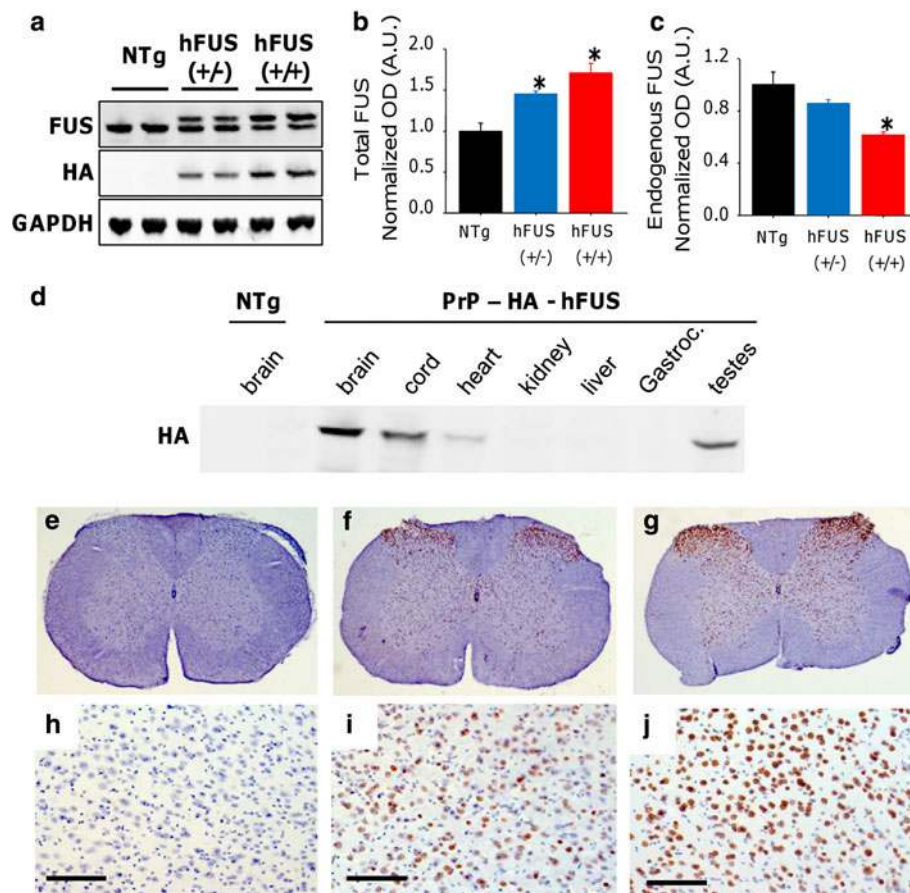 a
NTg
hFUS
(+/-)
hFUS
(+/+)
FUS
HA
GAPDH
b
Total FUS
Normalized OD (A.U.)
2.0
1.5
1.0
0.5
0.0
*
*
NTg
hFUS
(+/-)
hFUS
(+/+)
c
Endogenous FUS
Normalized OD (A.U.)
1.2
0.8
0.4
0.0
*
NTg
hFUS
(+/-)
hFUS
(+/+)
d
NTg
PrP – HA - hFUS
brain
brain
cord
heart
kidney
liver
Gastroc.
testes
HA
e
f
g
h
i
j